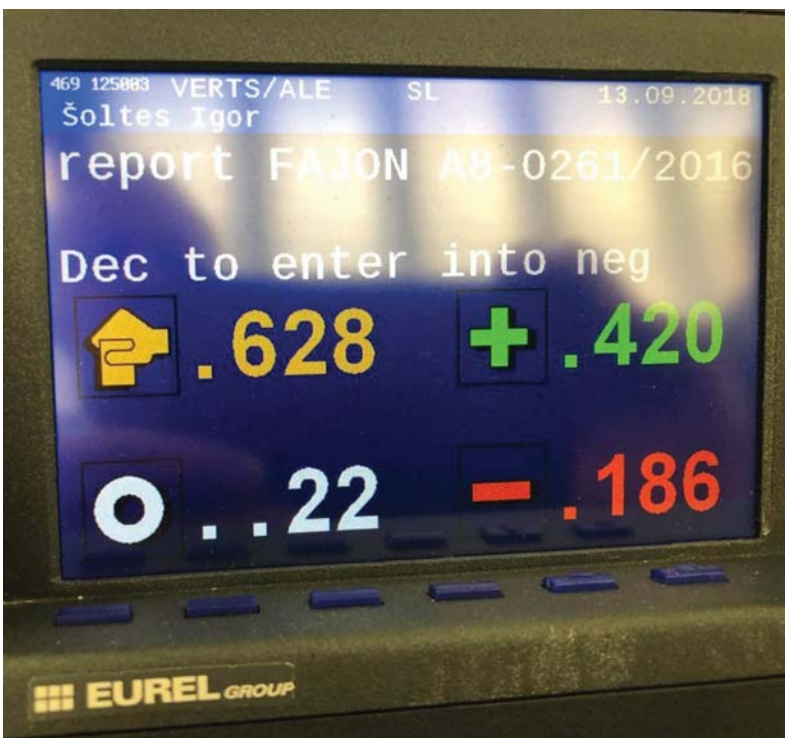 469 125083 VERTS/ALE SL 13.09.2018
Šoltes Igor
report FAJON A8-0261/2016
Dec to enter into neg
.628 + .420
..22 - .186
EUREL GROUP